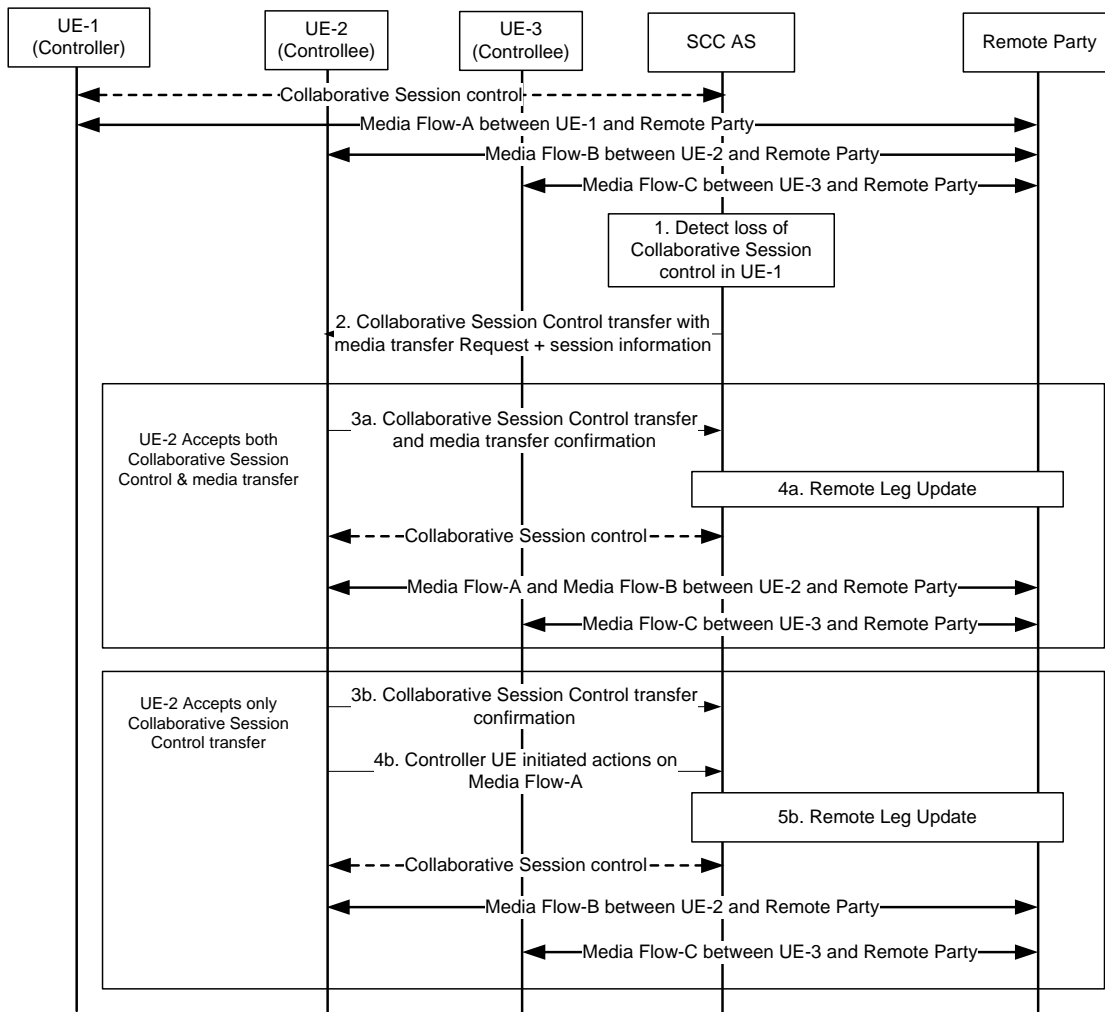 UE-1
(Controller)
UE-2
(Controllee)
UE-3
(Controllee)
SCC AS
Remote Party
Collaborative Session control
Media Flow-A between UE-1 and Remote Party
Media Flow-B between UE-2 and Remote Party
Media Flow-C between UE-3 and Remote Party
1. Detect loss of
Collaborative Session
control in UE-1
2. Collaborative Session Control transfer with
media transfer Request + session information
UE-2 Accepts both
Collaborative Session
Control & media transfer
3a. Collaborative Session Control transfer
and media transfer confirmation
4a. Remote Leg Update
Collaborative Session control
Media Flow-A and Media Flow-B between UE-2 and Remote Party
Media Flow-C between UE-3 and Remote Party
UE-2 Accepts only
Collaborative Session
Control transfer
3b. Collaborative Session Control transfer
confirmation
4b. Controller UE initiated actions on
Media Flow-A
5b. Remote Leg Update
Collaborative Session control
Media Flow-B between UE-2 and Remote Party
Media Flow-C between UE-3 and Remote Party